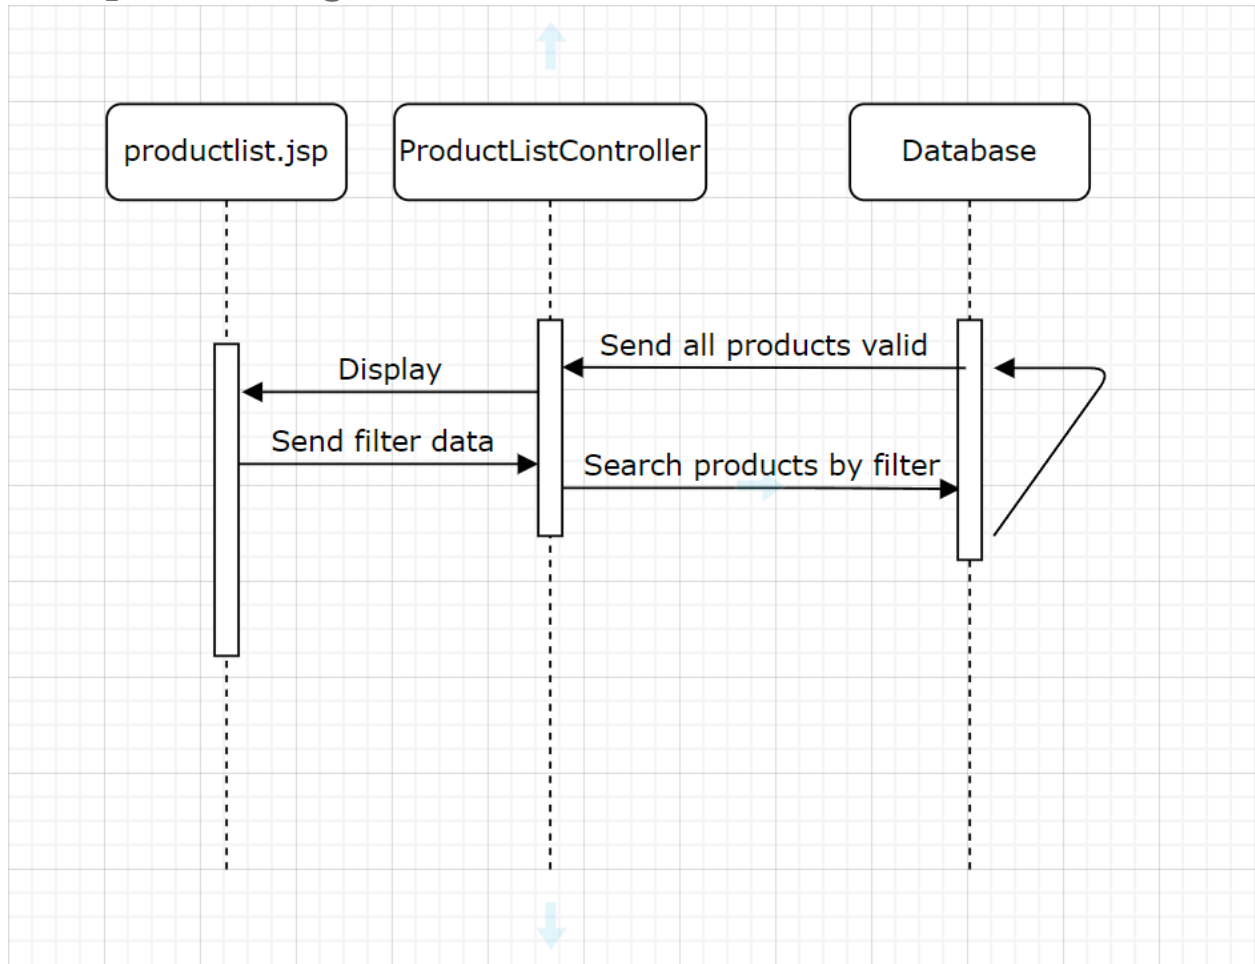 productlist.jsp
ProductListController
Database
Send all products valid
Display
Send filter data
Search products by filter